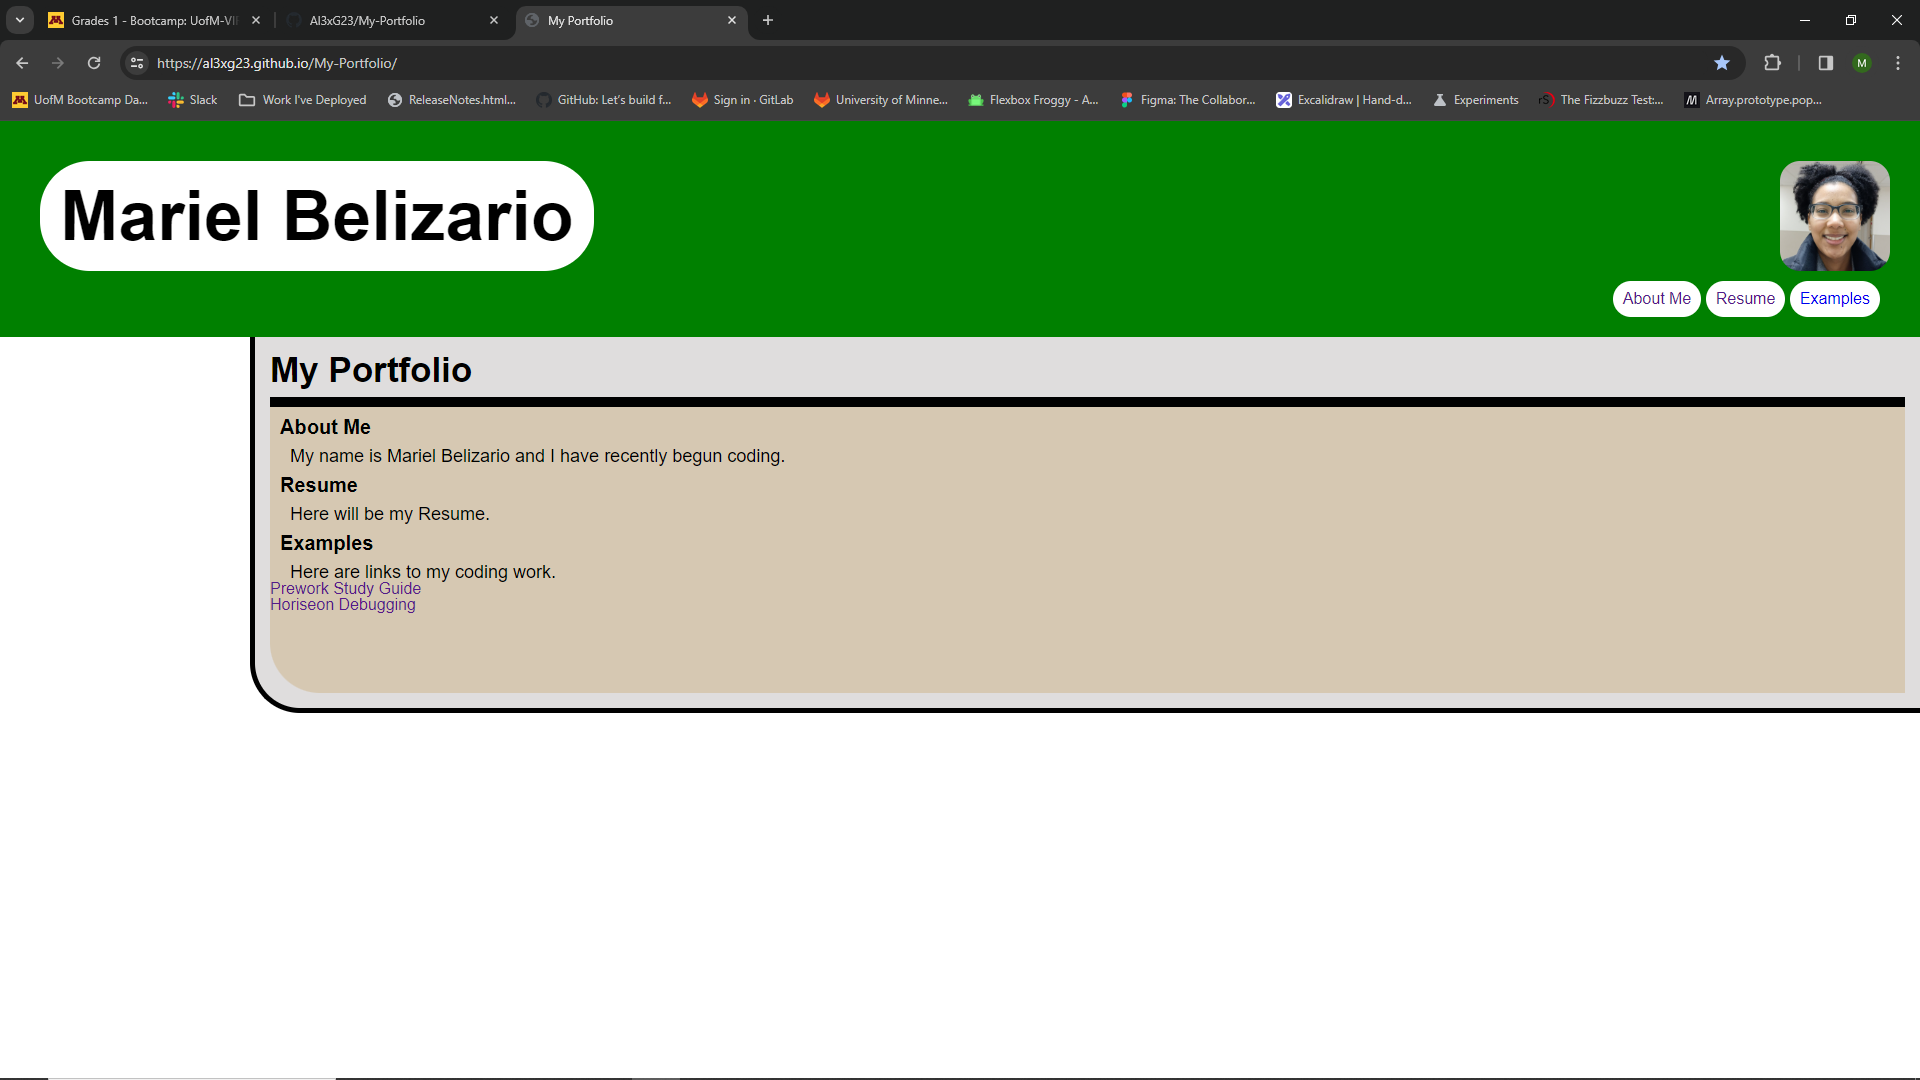 Grades 1 - Bootcamp: UofM-VI
Al3xG23/My-Portfolio
My Portfolio
https://al3xg23.github.io/My-Portfolio/
M
UofM Bootcamp Da...
Slack
Work I've Deployed
ReleaseNotes.html...
GitHub: Let's build f...
Sign in · GitLab
University of Minne...
Flexbox Froggy - A...
Figma: The Collabor...
Excalidraw | Hand-d...
Experiments
rS
The Fizzbuzz Test:...
Array.prototype.pop...
Mariel Belizario
About Me
Resume
Examples
My Portfolio
About Me
My name is Mariel Belizario and I have recently begun coding.
Resume
Here will be my Resume.
Examples
Here are links to my coding work.
Prework Study Guide
Horiseon Debugging